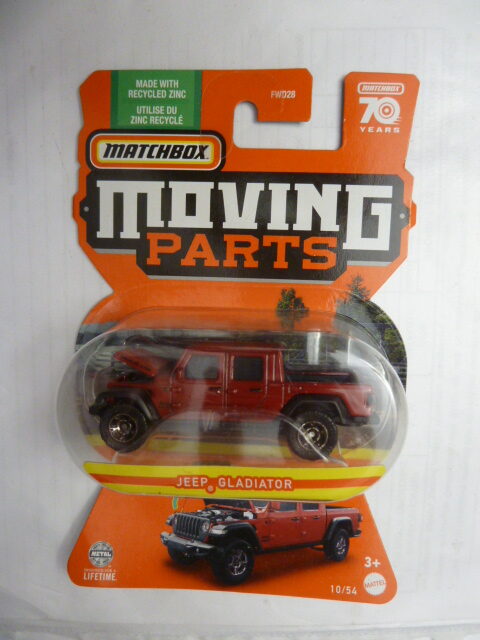 MADE WITH
RECYCLED ZINC
UTILISE DU
ZINC RECYCLÉ
FWD28
MATCHBOX
70
YEARS
MATCHBOX
MOVING
PARTS
JEEP GLADIATOR
METAL
LIFETIME
3+
MATTEL
10/54